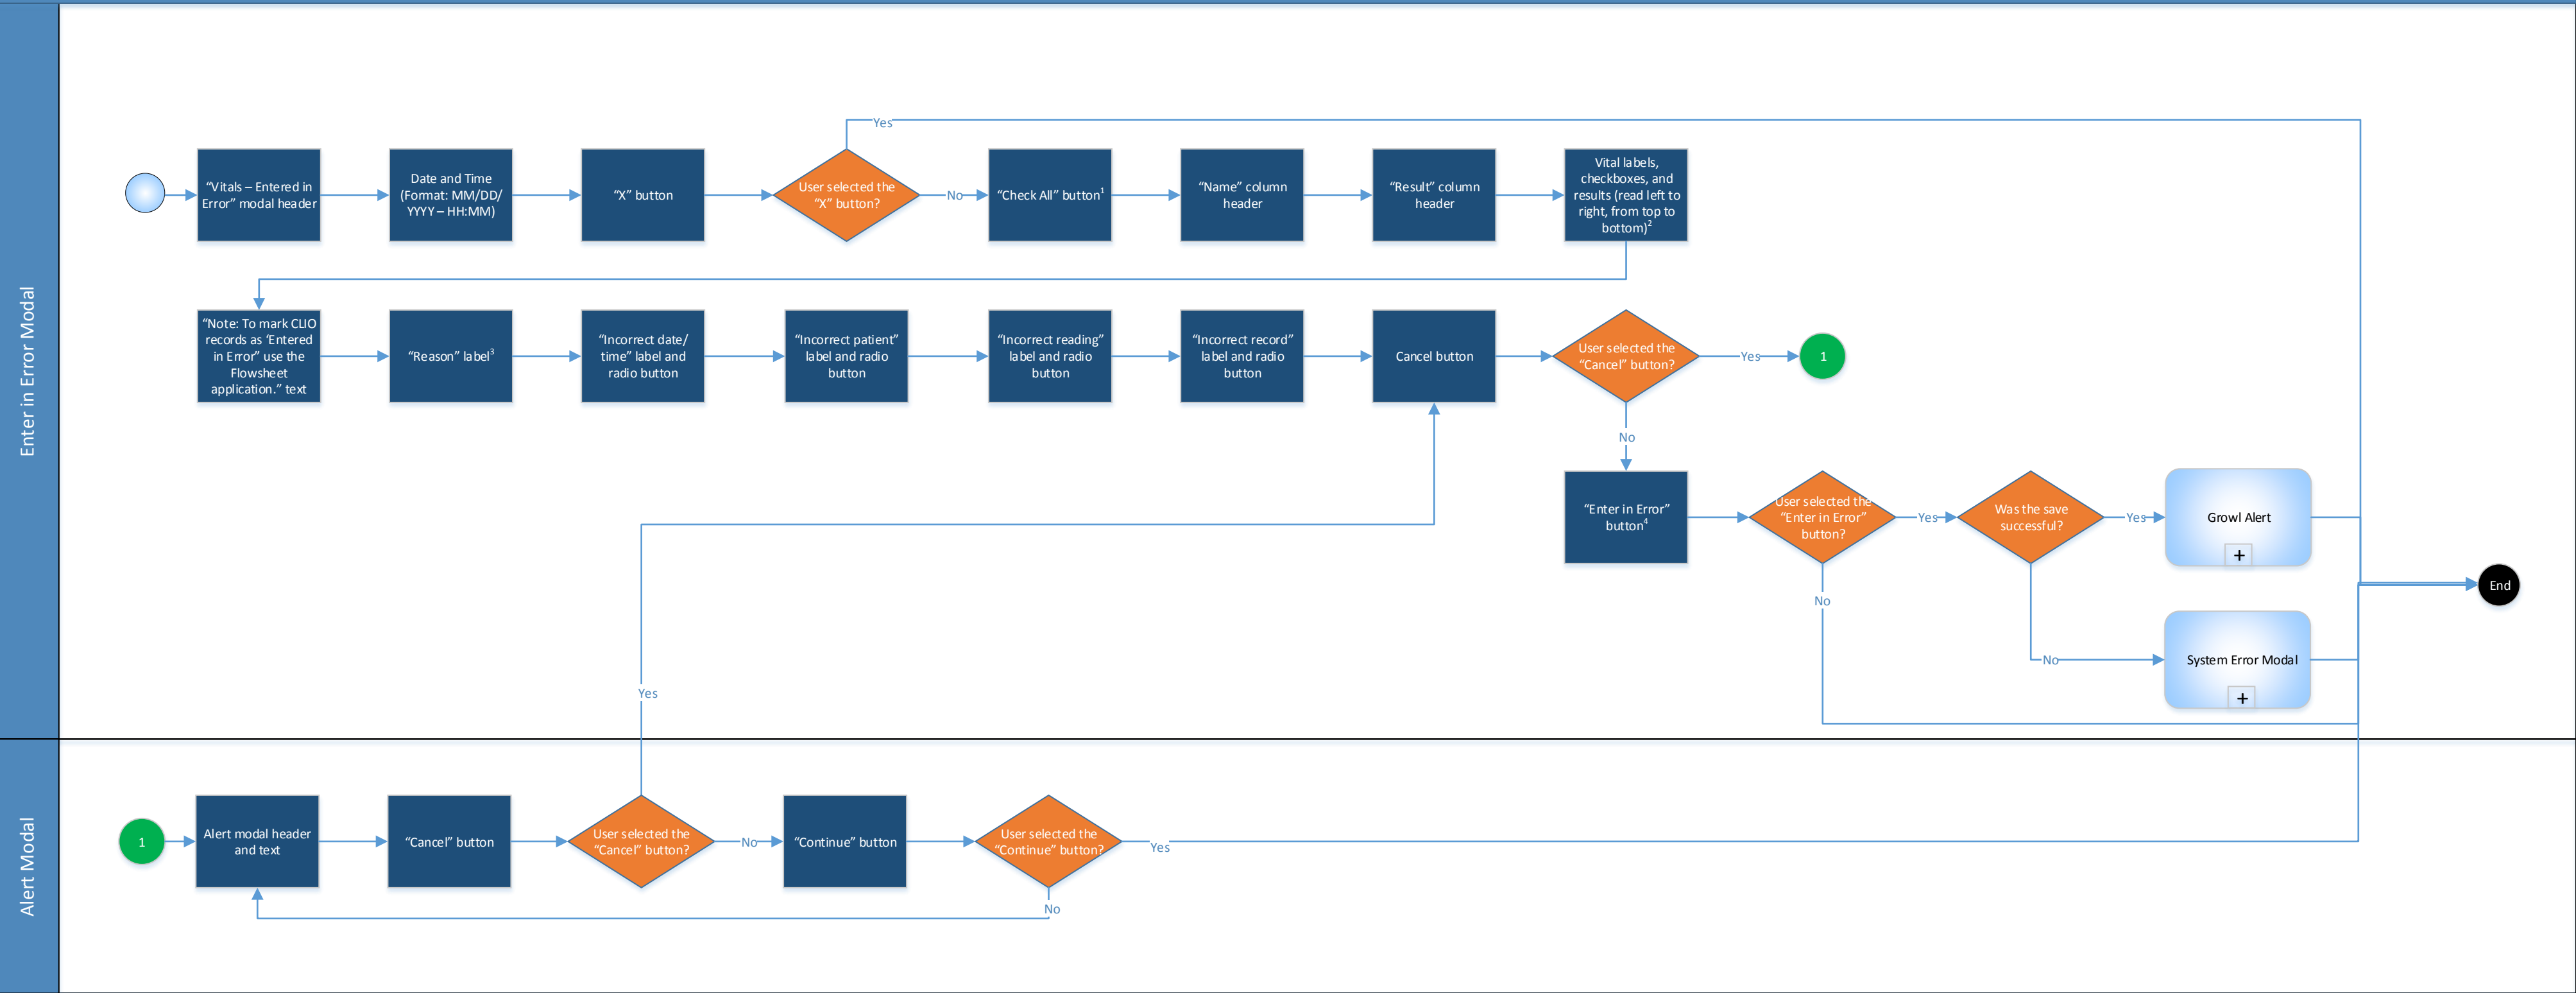 Enter in Error Modal
Yes
“Vitals – Entered in
Error” modal header
Date and Time
(Format: MM/DD/
YYYY – HH:MM)
“X” button
User selected the
“X” button?
No
“Check All” button1
“Name” column
header
“Result” column
header
Vital labels,
checkboxes, and
results (read left to
right, from top to
bottom)2
“Note: To mark CLIO
records as ‘Entered
in Error” use the
Flowsheet
application.” text
“Reason” label3
“Incorrect date/
time” label and
radio button
“Incorrect patient”
label and radio
button
“Incorrect reading”
label and radio
button
“Incorrect record”
label and radio
button
Cancel button
User selected the
“Cancel” button?
Yes
1
No
“Enter in Error”
button4
User selected the
“Enter in Error”
button?
Yes
Was the save
successful?
Yes
Growl Alert
+
No
No
System Error Modal
+
End
Yes
Alert Modal
1
Alert modal header
and text
“Cancel” button
User selected the
“Cancel” button?
No
“Continue” button
User selected the
“Continue” button?
Yes
No